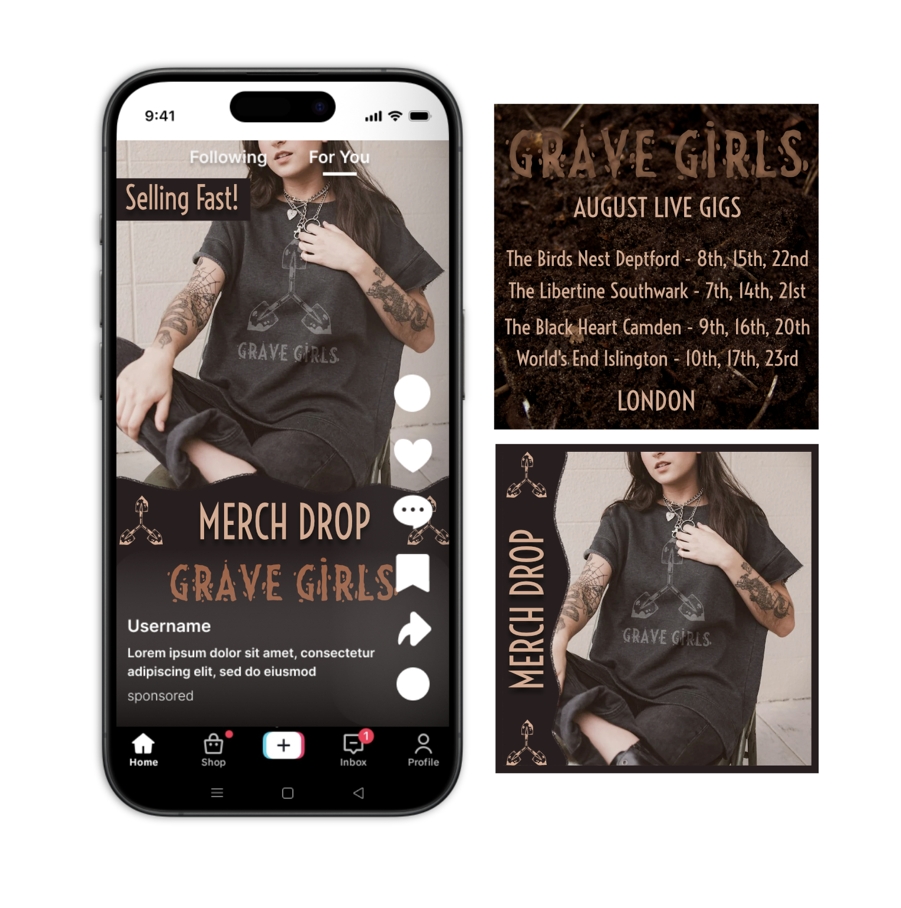 9:41
Following For You
Selling Fast!
GRAVE GIRLS
MERCH DROP
GRAVE GIRLS
Username
Lorem ipsum dolor sit amet, consectetur
adipiscing elit, sed do eiusmod
sponsored
1
Home Shop Inbox Profile
GRAVE GIRLS
AUGUST LIVE GIGS
The Birds Nest Deptford - 8th, 15th, 22nd
The Libertine Southwark - 7th, 14th, 21st
The Black Heart Camden - 9th, 16th, 20th
World's End Islington - 10th, 17th, 23rd
LONDON
MERCH DROP
GRAVE GIRLS